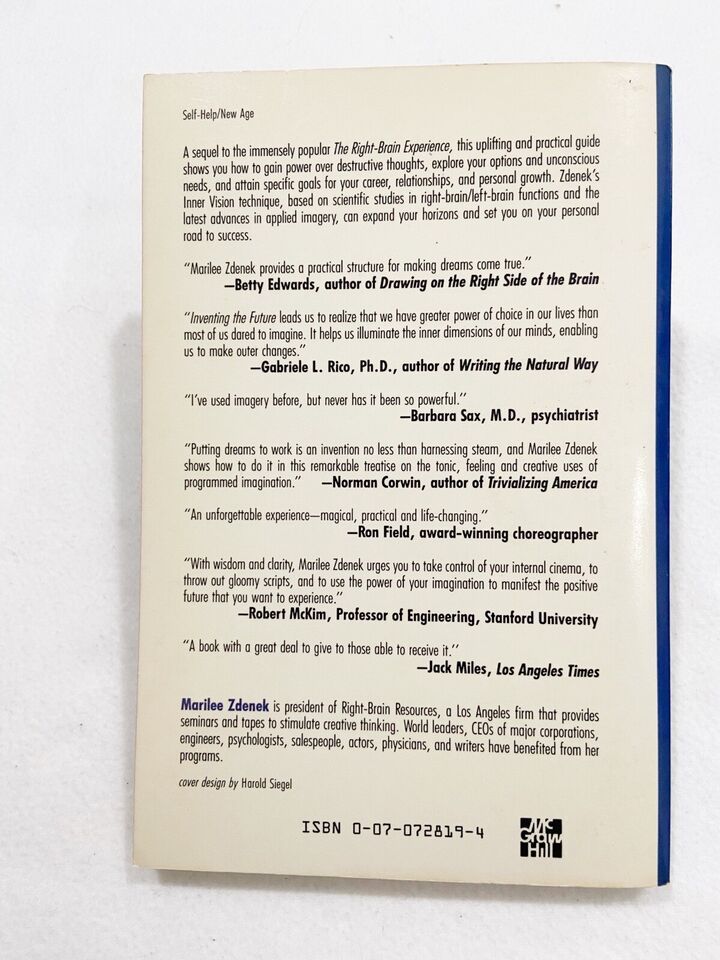 Self-Help/New Age
A sequel to the immensely popular The Right-Brain Experience, this uplifting and practical guide
shows you how to gain power over destructive thoughts, explore your options and unconscious
needs, and attain specific goals for your career, relationships, and personal growth. Zdenek's
Inner Vision technique, based on scientific studies in right-brain/left-brain functions and the
latest advances in applied imagery, can expand your horizons and set you on your personal
road to success.
"Marilee Zdenek provides a practical structure for making dreams come true."
—Betty Edwards, author of Drawing on the Right Side of the Brain
"Inventing the Future leads us to realize that we have greater power of choice in our lives than
most of us dared to imagine. It helps us illuminate the inner dimensions of our minds, enabling
us to make outer changes."
—Gabriele L. Rico, Ph.D., author of Writing the Natural Way
"I've used imagery before, but never has it been so powerful."
—Barbara Sax, M.D., psychiatrist
"Putting dreams to work is an invention no less than harnessing steam, and Marilee Zdenek
shows how to do it in this remarkable treatise on the tonic, feeling and creative uses of
programmed imagination." —Norman Corwin, author of Trivializing America
"An unforgettable experience—magical, practical and life-changing."
—Ron Field, award-winning choreographer
"With wisdom and clarity, Marilee Zdenek urges you to take control of your internal cinema, to
throw out gloomy scripts, and to use the power of your imagination to manifest the positive
future that you want to experience."
—Robert McKim, Professor of Engineering, Stanford University
"A book with a great deal to give to those able to receive it."
—Jack Miles, Los Angeles Times
Marilee Zdenek is president of Right-Brain Resources, a Los Angeles firm that provides
seminars and tapes to stimulate creative thinking. World leaders, CEOs of major corporations,
engineers, psychologists, salespeople, actors, physicians, and writers have benefited from her
programs.
cover design by Harold Siegel
ISBN 0-07-072819-4
Mc
Graw
Hill